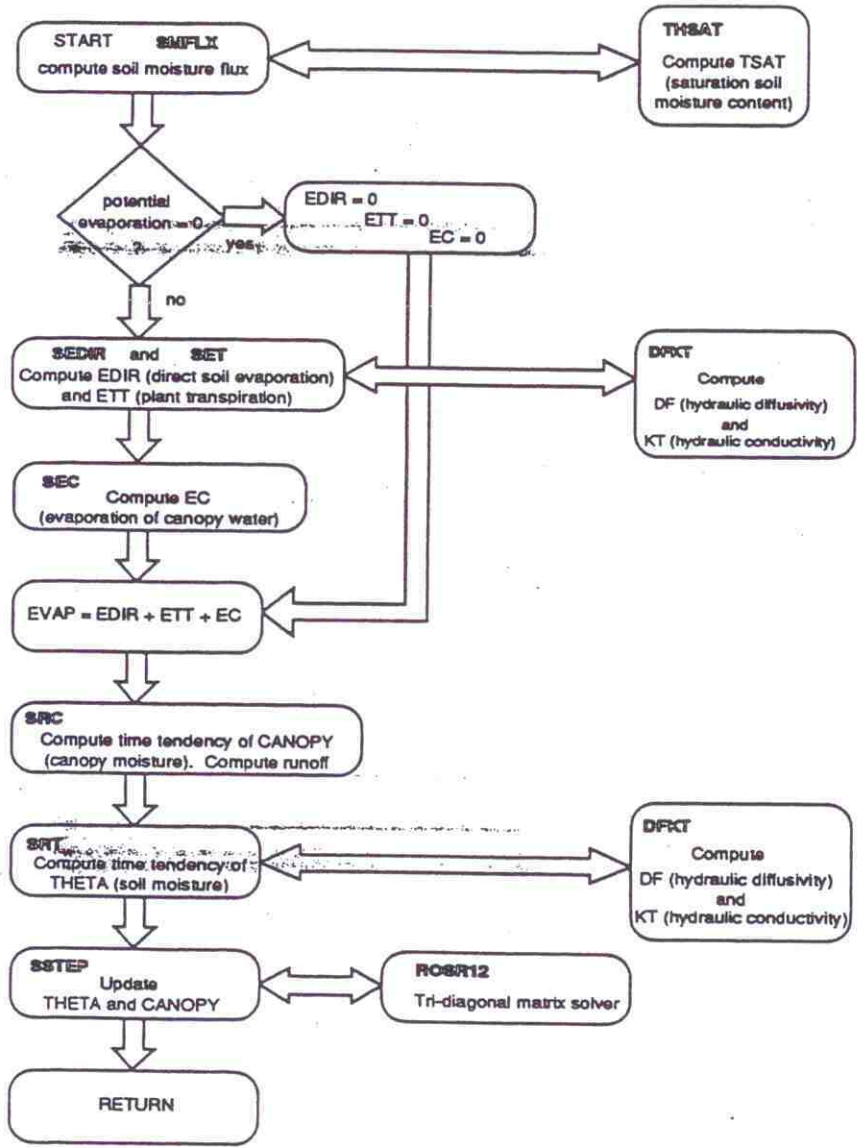 START SMFLX
compute soil moisture flux
THSAT
Compute TSAT
(saturation soil
moisture content)
potential
evaporation = 0
?
yes
EDIR = 0
ETT = 0
EC = 0
no
SEDIR and SET
Compute EDIR (direct soil evaporation)
and ETT (plant transpiration)
DFKT
Compute
DF (hydraulic diffusivity)
and
KT (hydraulic conductivity)
SEC
Compute EC
(evaporation of canopy water)
EVAP = EDIR + ETT + EC
SRC
Compute time tendency of CANOPY
(canopy moisture). Compute runoff
SRT
Compute time tendency of
THETA (soil moisture)
DFKT
Compute
DF (hydraulic diffusivity)
and
KT (hydraulic conductivity)
SSTEP
Update
THETA and CANOPY
ROSR12
Tri-diagonal matrix solver
RETURN